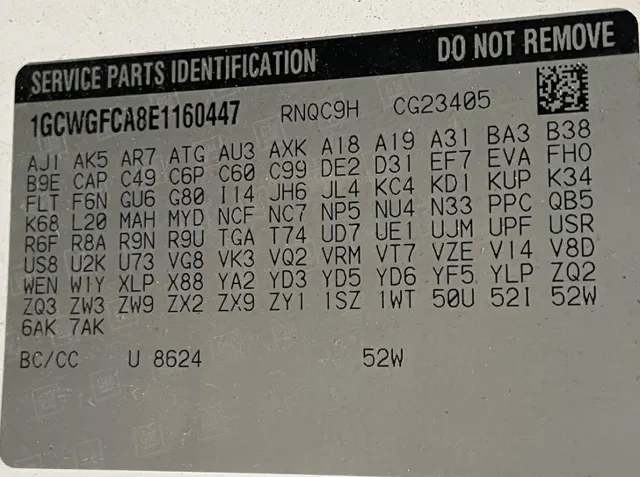 SERVICE PARTS IDENTIFICATION DO NOT REMOVE
1GCWGFCA8E1160447 RNQC9H CG23405
AJ1 AK5 AR7 ATG AU3 AXK A18 A19 A31 BA3 B38
B9E CAP C49 C6P C60 C99 DE2 D31 EF7 EVA FHO
FLT F6N GU6 G80 I14 JH6 JL4 KC4 KD1 KUP K34
K68 L20 MAH MYD NCF NC7 NP5 NU4 N33 PPC QB5
R6F R8A R9N R9U TGA T74 UD7 UE1 UJM UPF USR
US8 U2K U73 VG8 VK3 VQ2 VRM VT7 VZE V14 V8D
WEN W1Y XLP X88 YA2 YD3 YD5 YD6 YF5 YLP ZQ2
ZQ3 ZW3 ZW9 ZX2 ZX9 ZY1 1SZ 1WT 50U 52I 52W
6AK 7AK
BC/CC U 8624 52W